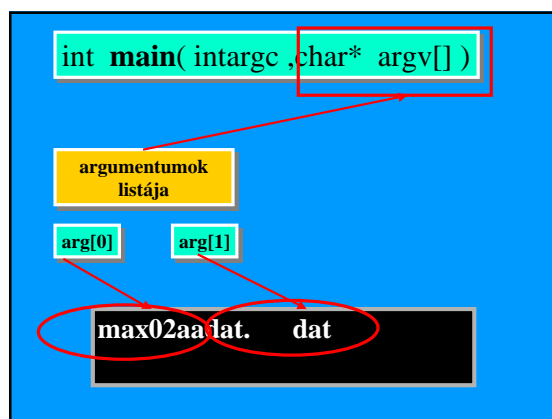 int main( intargc ,char* argv[] )
argumentumok
listája
arg[0] arg[1]
max02aadat. dat